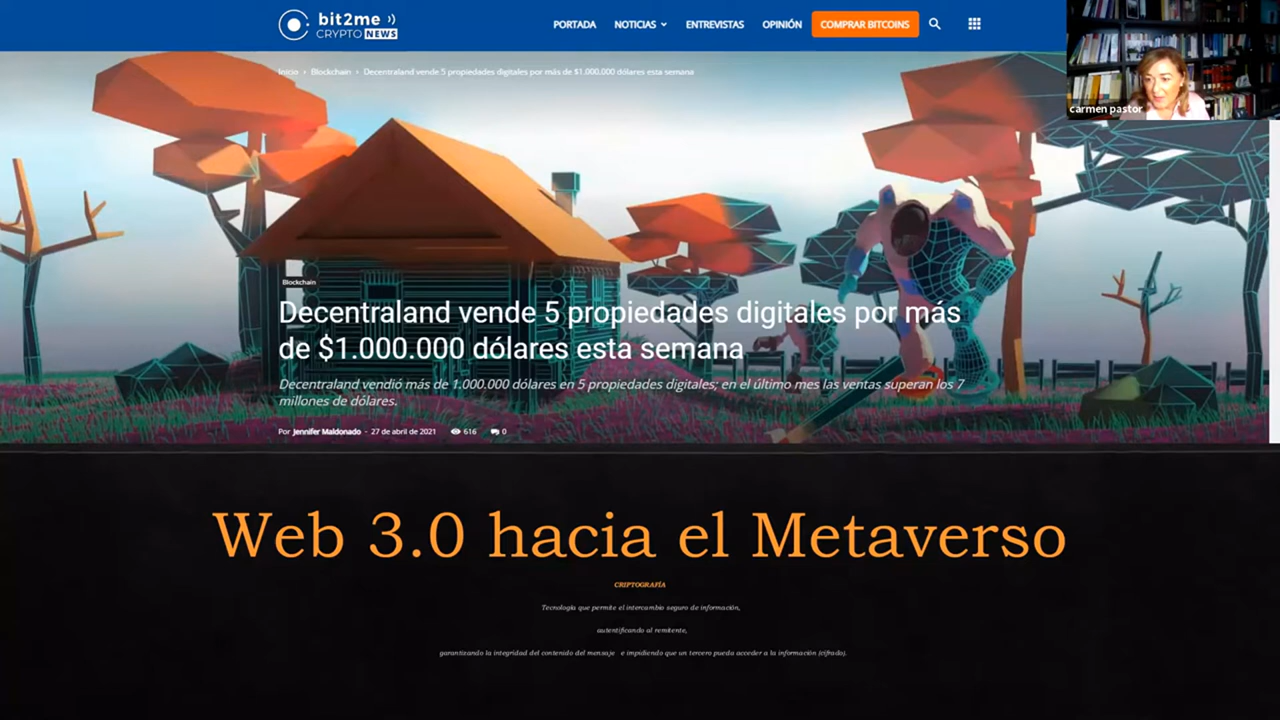 bit2me
CRYPTO NEWS
PORTADA
NOTICIAS
ENTREVISTAS
OPINIÓN
COMPRAR BITCOINS
carmen pastor
Inicio › Blockchain › Decentraland vende 5 propiedades digitales por más de $1.000.000 dólares esta semana
Blockchain
Decentraland vende 5 propiedades digitales por más
de $1.000.000 dólares esta semana
Decentraland vendió más de 1.000.000 dólares en 5 propiedades digitales; en el último mes las ventas superan los 7
millones de dólares.
Por Jennifer Maldonado - 27 de abril de 2021 616 0
Web 3.0 hacia el Metaverso
CRIPTOGRAFÍA
Tecnología que permite el intercambio seguro de información,
autentificando al remitente,
garantizando la integridad del contenido del mensaje e impidiendo que un tercero pueda acceder a la información (cifrado).